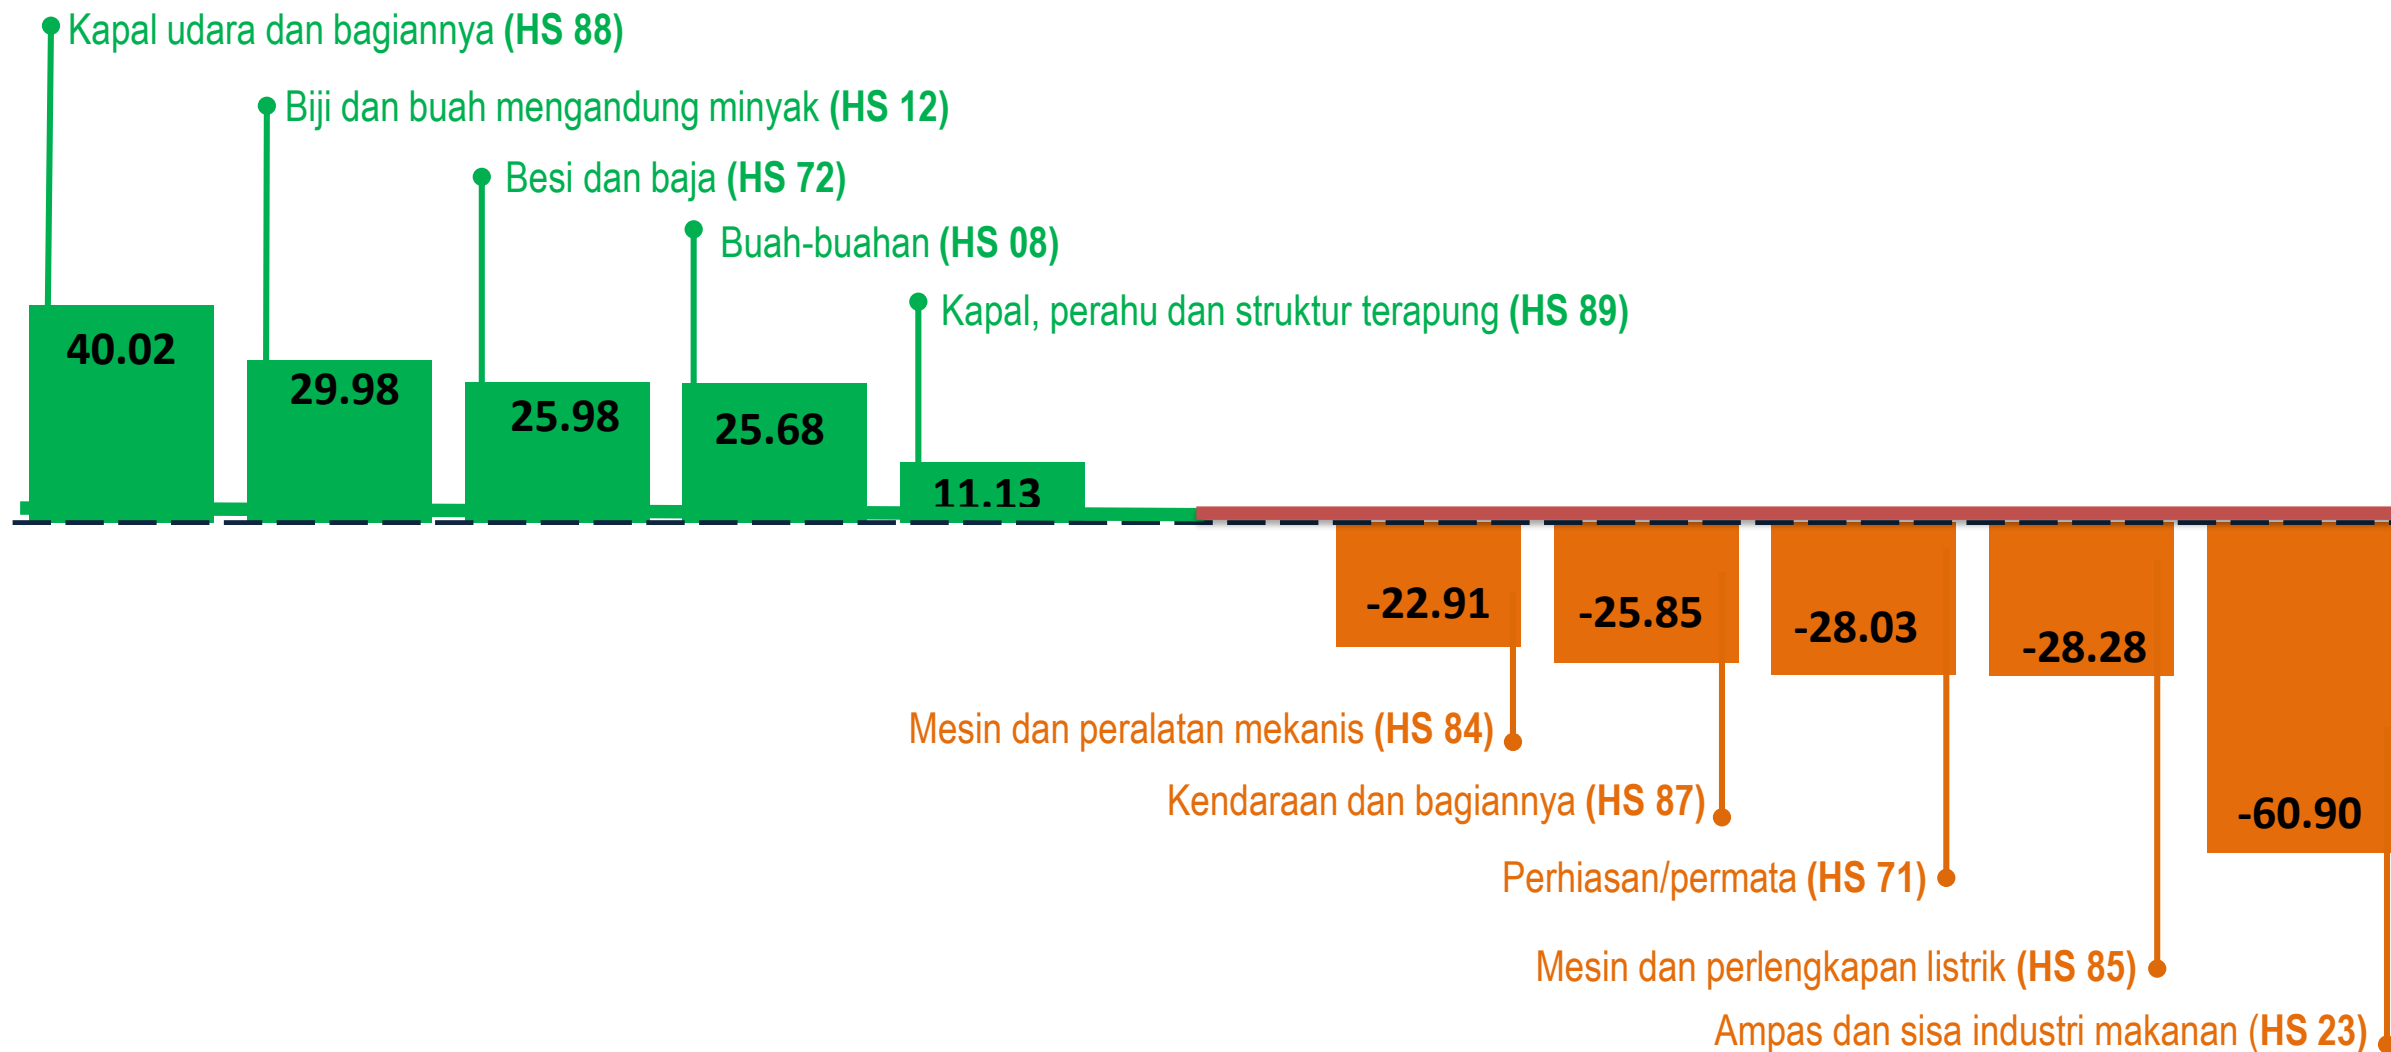 Kapal udara dan bagiannya (HS 88)
Biji dan buah mengandung minyak (HS 12)
Besi dan baja (HS 72)
Buah-buahan (HS 08)
Kapal, perahu dan struktur terapung (HS 89)
40.02
29.98
25.98
25.68
11.13
-22.91
-25.85
-28.03
-28.28
-60.90
Mesin dan peralatan mekanis (HS 84)
Kendaraan dan bagiannya (HS 87)
Perhiasan/permata (HS 71)
Mesin dan perlengkapan listrik (HS 85)
Ampas dan sisa industri makanan (HS 23)